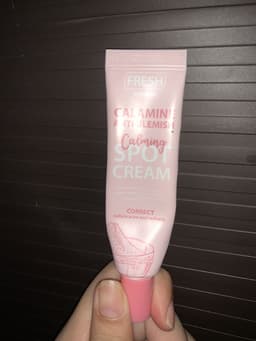 FRESH
CALAMINE
ANTI-BLEMISH
Calming
SPOT
CREAM
CORRECT